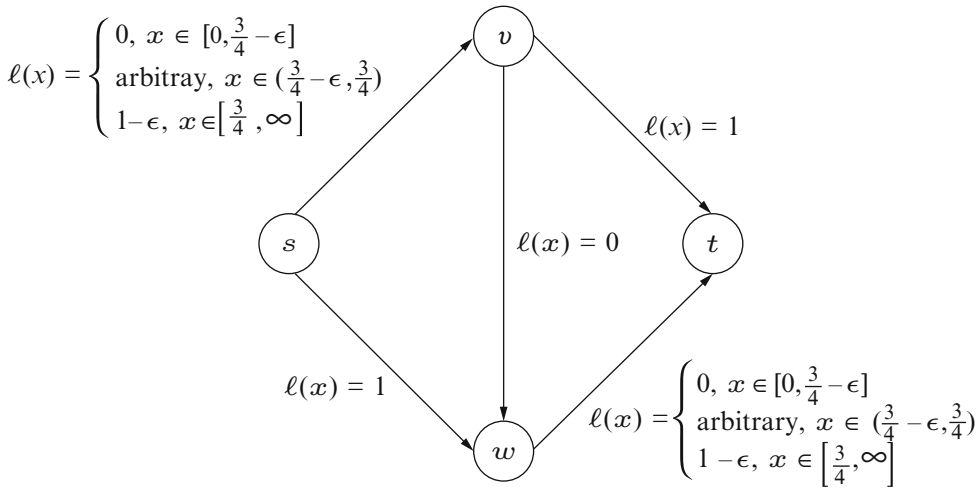 v
ℓ(x) = { 0, x ∈ [0, 3/4 – ϵ]
arbitray, x ∈ (3/4 – ϵ, 3/4)
1–ϵ, x∈[3/4 , ∞]
ℓ(x) = 1
s
ℓ(x) = 0
t
ℓ(x) = 1
ℓ(x) = { 0, x ∈ [0, 3/4 – ϵ]
arbitrary, x ∈ (3/4 – ϵ, 3/4)
1 –ϵ, x ∈ [3/4, ∞]
w